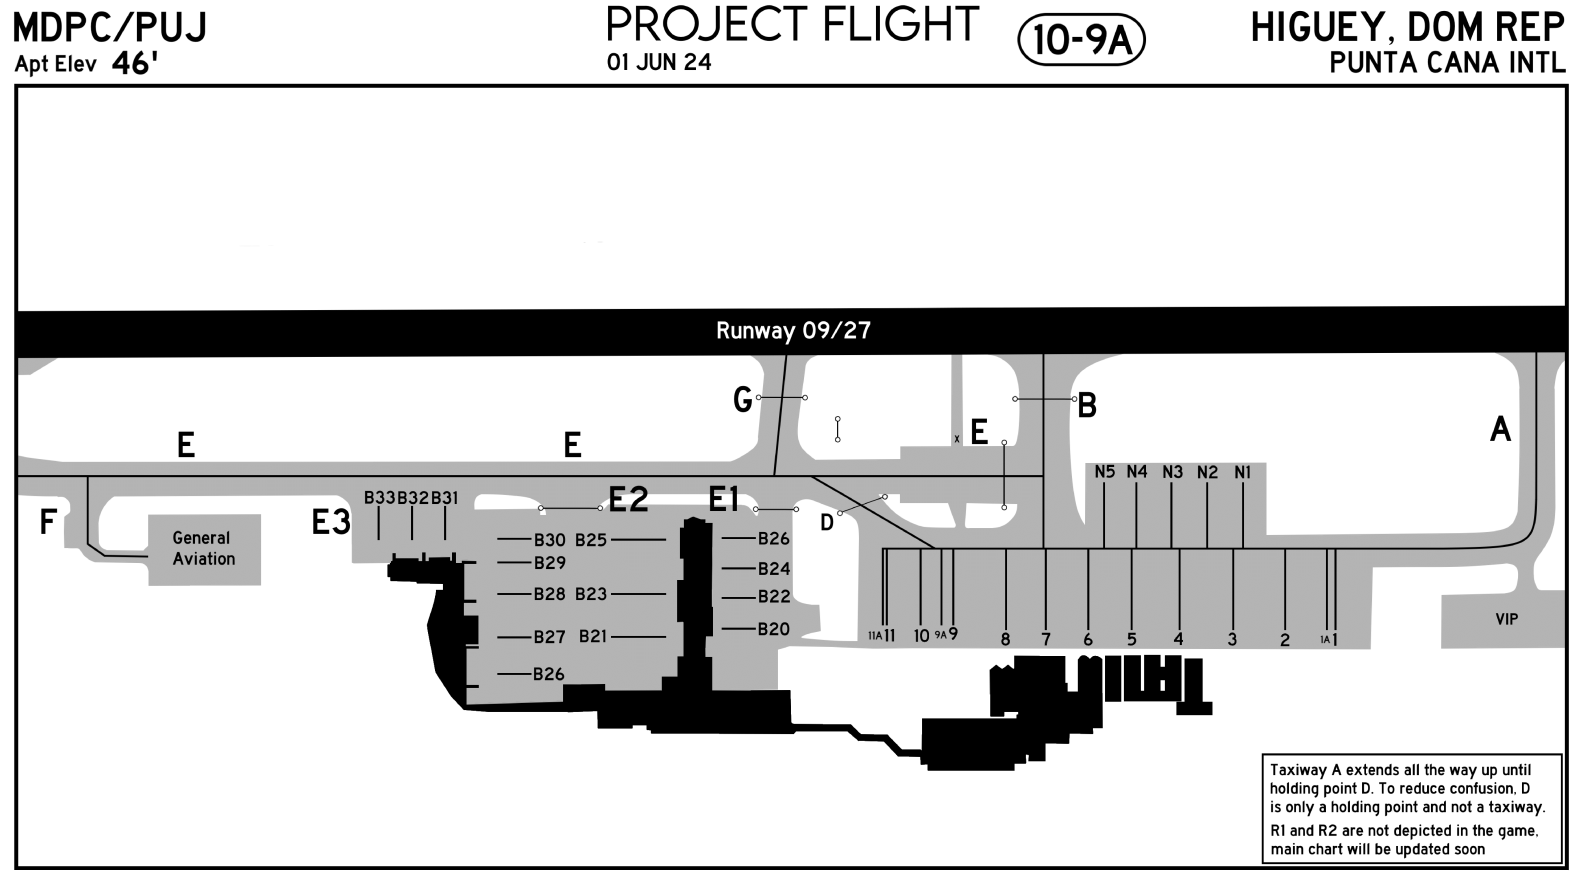 MDPC/PUJ
Apt Elev 46'
PROJECT FLIGHT
01 JUN 24
10-9A
HIGUEY, DOM REP
PUNTA CANA INTL
Runway 09/27
G
B
A
E
E
E
x
N5 N4 N3 N2 N1
B33 B32 B31
E2
E1
D
F
E3
General
Aviation
B30 B25
B26
B29
B24
B28 B23
B22
B27 B21
B20
B26
11A 11 10 9A 9 8 7 6 5 4 3 2 1A 1
VIP
Taxiway A extends all the way up until
holding point D. To reduce confusion, D
is only a holding point and not a taxiway.
R1 and R2 are not depicted in the game,
main chart will be updated soon